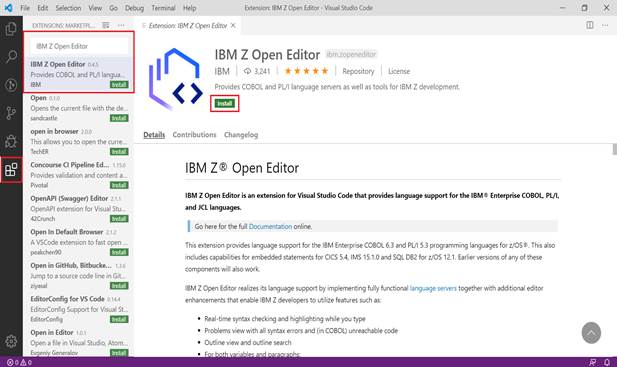 File Edit Selection View Go Debug Terminal Help
Extension: IBM Z Open Editor - Visual Studio Code
EXTENSIONS: MARKETPL...
IBM Z Open Editor
IBM Z Open Editor 0.4.5
Provides COBOL and PL/I langua...
IBM Install
Open 0.1.0
Opens the current file with the de...
sandcastle Install
open in browser 2.0.0
This allows you to open the curre...
TechER Install
Concourse CI Pipeline Ed... 1.15.0
Provides validation and content a...
Pivotal Install
OpenAPI (Swagger) Editor 2.1.1
OpenAPI extension for Visual Stu...
42Crunch Install
Open In Default Browser 2.1.2
A VSCode extension to fast open ...
peakchen90 Install
Open in GitHub, Bitbucke... 1.3.6
Jump to a source code line in Git...
ziyasal Install
EditorConfig for VS Code 0.14.4
EditorConfig Support for Visual St...
EditorConfig Install
Open in Editor 1.0.1
Open a file in Visual Studio, Atom...
Evgeniy Generalov Install
Extension: IBM Z Open Editor
IBM Z Open Editor ibm.zopeneditor
IBM 3,241 Repository License
Provides COBOL and PL/I language servers as well as tools for IBM Z development.
Install
Details Contributions Changelog
IBM Z® Open Editor
IBM Z Open Editor is an extension for Visual Studio Code that provides language support for the IBM® Enterprise COBOL, PL/I,
and JCL languages.
Go here for the full Documentation online.
This extension provides language support for the IBM Enterprise COBOL 6.3 and PL/I 5.3 programming languages for z/OS®. This also
includes capabilities for embedded statements for CICS 5.4, IMS 15.1.0 and SQL DB2 for z/OS 12.1. Earlier versions of any of these
components will also work.
IBM Z Open Editor realizes its language support by implementing fully functional language servers together with additional editor
enhancements that enable IBM Z developers to utilize features such as:
• Real-time syntax checking and highlighting while you type
• Problems view with all syntax errors and (in COBOL) unreachable code
• Outline view and outline search
• For both variables and paragraphs:
0 0